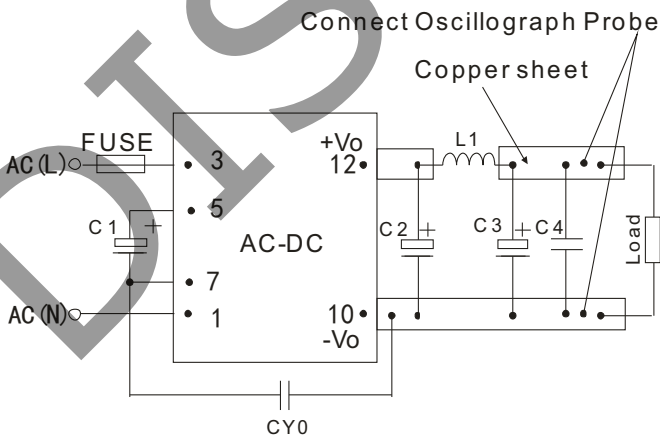 Connect Oscillograph Probe
Copper sheet
FUSE
AC(L)
3
+Vo
12
L1
5
C1
+
AC-DC
C2
+
C3
+
C4
Load
7
AC(N)
1
10
-Vo
CY0
DIS